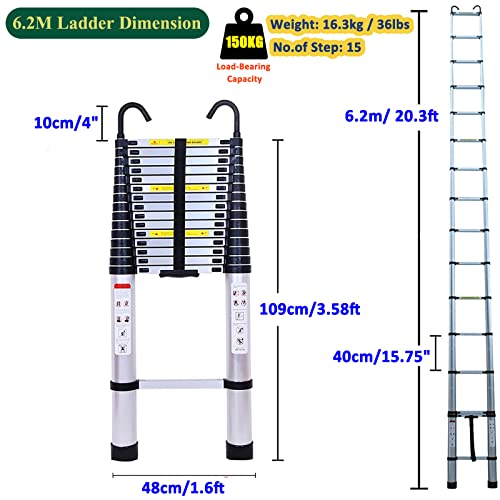 6.2M Ladder Dimension
150KG
Load-Bearing
Capacity
Weight: 16.3kg / 36lbs
No.of Step: 15
10cm/4"
6.2m/ 20.3ft
109cm/3.58ft
40cm/15.75"
48cm/1.6ft